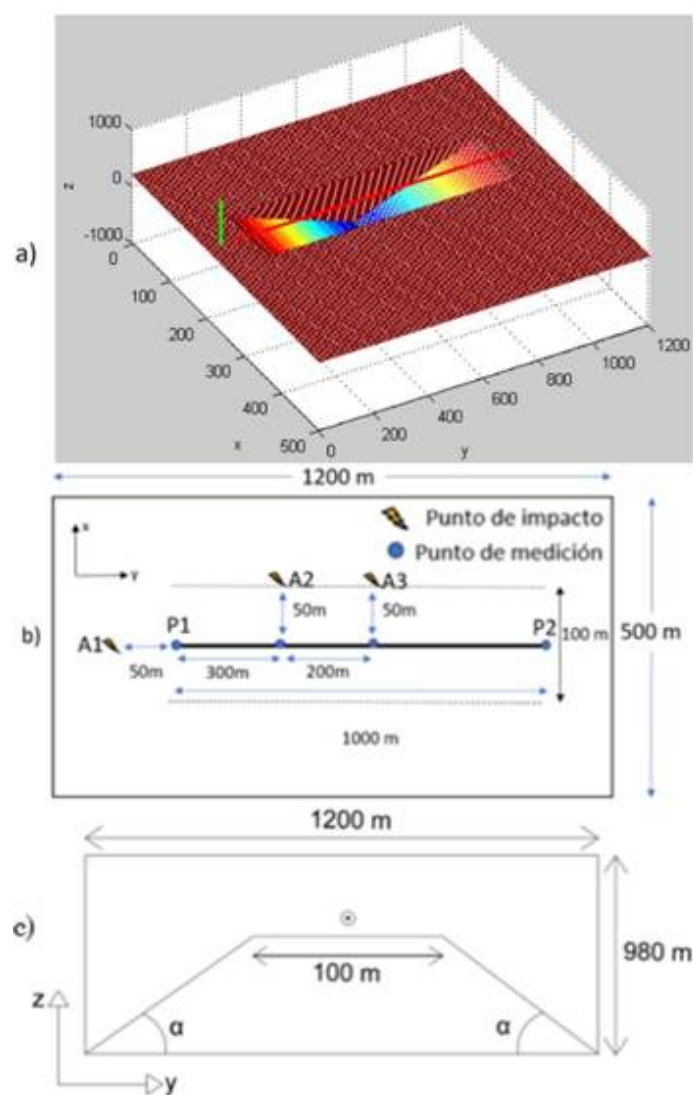 a)
1000
0
-1000
z
0
100
200
300
400
500
x
0
200
400
600
800
1000
1200
y
1200 m
b)
x
Y
Punto de impacto
Punto de medición
A2
A3
50m
50m
P1
P2
A1
100 m
500 m
50m
300m
200m
1000 m
1200 m
c)
100 m
980 m
z
α
α
y